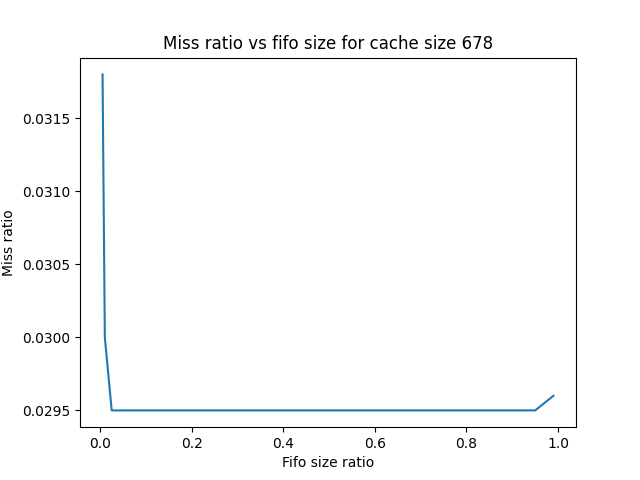 Miss ratio vs fifo size for cache size 678
Miss ratio
0.0315
0.0310
0.0305
0.0300
0.0295
0.0 0.2 0.4 0.6 0.8 1.0
Fifo size ratio